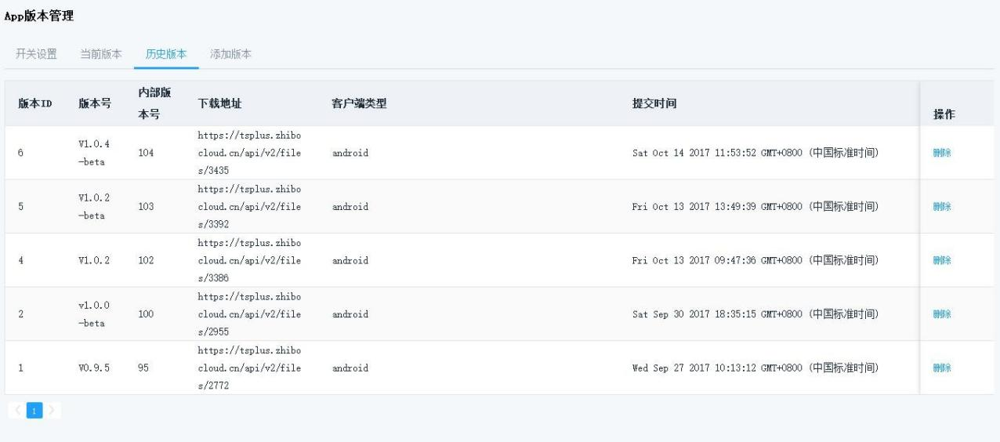 App版本管理
开关设置 当前版本 历史版本 添加版本
版本ID 版本号 内部版本号 下载地址 客户端类型 提交时间 操作
6 V1.0.4-beta 104 https://tsplus.zhibocloud.cn/api/v2/files/3435 android Sat Oct 14 2017 11:53:52 GMT+0800 (中国标准时间) 删除
5 V1.0.2-beta 103 https://tsplus.zhibocloud.cn/api/v2/files/3392 android Fri Oct 13 2017 13:49:39 GMT+0800 (中国标准时间) 删除
4 V1.0.2 102 https://tsplus.zhibocloud.cn/api/v2/files/3386 android Fri Oct 13 2017 09:47:36 GMT+0800 (中国标准时间) 删除
2 v1.0.0-beta 100 https://tsplus.zhibocloud.cn/api/v2/files/2955 android Sat Sep 30 2017 18:35:15 GMT+0800 (中国标准时间) 删除
1 V0.9.5 95 https://tsplus.zhibocloud.cn/api/v2/files/2772 android Wed Sep 27 2017 10:13:12 GMT+0800 (中国标准时间) 删除
1